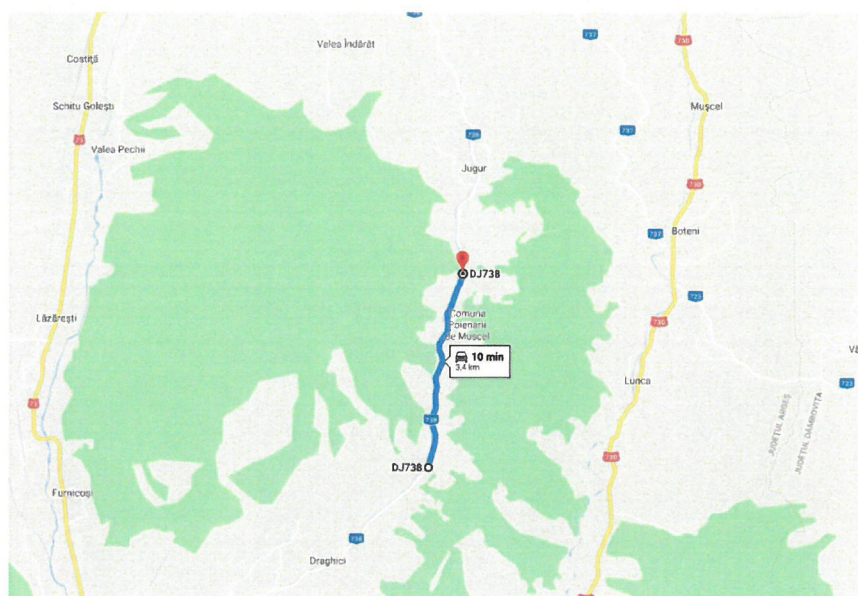 Valea Îndărăt
737
730
Costiță
Schitu Golești
Mușcel
73
738
737
Valea Pechii
Jugur
730
Boteni
737
DJ738
725
Lăzărești
Comuna
Poienarii
de Muscel
730
10 min
3,4 km
Lunca
723
73
738
JUDEȚUL ARGEȘ
JUDEȚUL DÂMBOVIȚA
730
DJ738
Furnicoși
738
Draghici